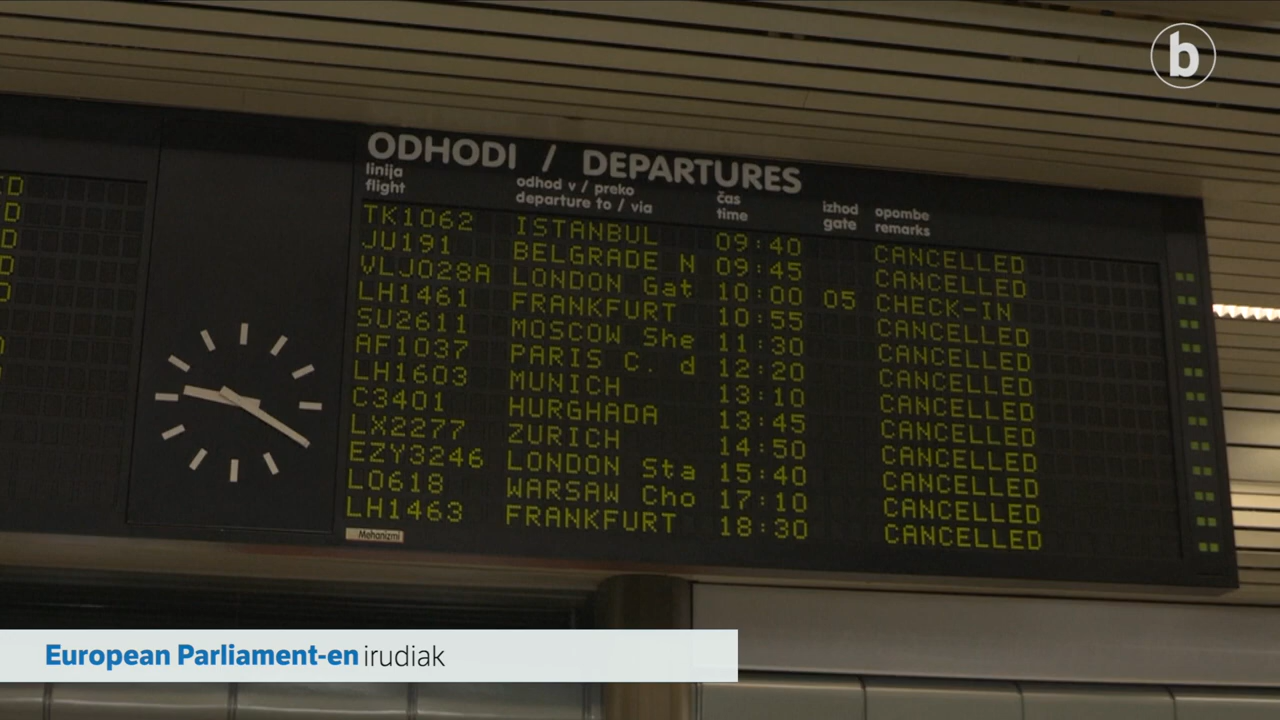 b
ODHODI / DEPARTURES
linija odhod v / preko čas izhod opombe
flight departure to / via time gate remarks
TK1062 ISTANBUL 09:40 CANCELLED
JU191 BELGRADE N 09:45 CANCELLED
VLJ028A LONDON Gat 10:00 05 CHECK-IN
LH1461 FRANKFURT 10:55 CANCELLED
SU2611 MOSCOW She 11:30 CANCELLED
AF1037 PARIS C. d 12:20 CANCELLED
LH1603 MUNICH 13:10 CANCELLED
C3401 HURGHADA 13:45 CANCELLED
LX2277 ZURICH 14:50 CANCELLED
EZY3246 LONDON Sta 15:40 CANCELLED
LO618 WARSAW Cho 17:10 CANCELLED
LH1463 FRANKFURT 18:30 CANCELLED
Mehanizmi
European Parliament-en irudiak